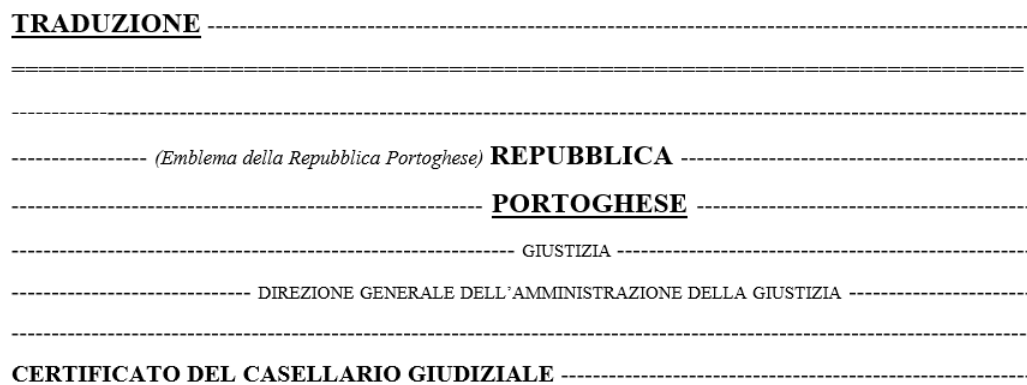 TRADUZIONE --------------------------------------------------------------------------------
================================================================================
--------------------------------------------------------------------------------
----------------- (Emblema della Repubblica Portoghese) REPUBBLICA --------------------------------
----------------------------------------------------------- PORTOGHESE --------------------------------
--------------------------------------------------------------- GIUSTIZIA --------------------------------
------------------------------ DIREZIONE GENERALE DELL’AMMINISTRAZIONE DELLA GIUSTIZIA ----------------------
--------------------------------------------------------------------------------
CERTIFICATO DEL CASELLARIO GIUDIZIALE ----------------------------------------------------------